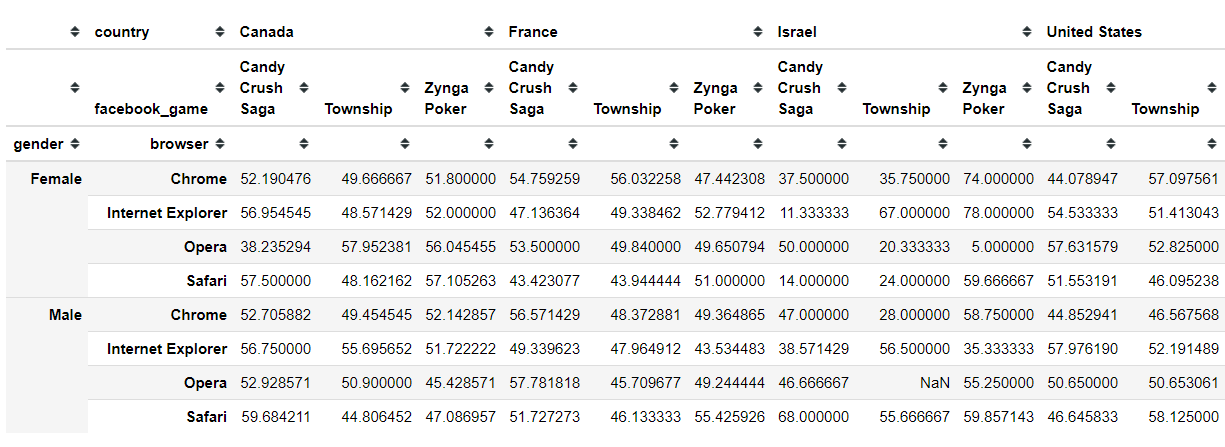 country Canada France Israel United States
Candy Candy Candy Candy
Crush Zynga Crush Zynga Crush Zynga Crush
facebook_game Saga Township Poker Saga Township Poker Saga Township Poker Saga Township
gender browser
Female Chrome 52.190476 49.666667 51.800000 54.759259 56.032258 47.442308 37.500000 35.750000 74.000000 44.078947 57.097561
Internet Explorer 56.954545 48.571429 52.000000 47.136364 49.338462 52.779412 11.333333 67.000000 78.000000 54.533333 51.413043
Opera 38.235294 57.952381 56.045455 53.500000 49.840000 49.650794 50.000000 20.333333 5.000000 57.631579 52.825000
Safari 57.500000 48.162162 57.105263 43.423077 43.944444 51.000000 14.000000 24.000000 59.666667 51.553191 46.095238
Male Chrome 52.705882 49.454545 52.142857 56.571429 48.372881 49.364865 47.000000 28.000000 58.750000 44.852941 46.567568
Internet Explorer 56.750000 55.695652 51.722222 49.339623 47.964912 43.534483 38.571429 56.500000 35.333333 57.976190 52.191489
Opera 52.928571 50.900000 45.428571 57.781818 45.709677 49.244444 46.666667 NaN 55.250000 50.650000 50.653061
Safari 59.684211 44.806452 47.086957 51.727273 46.133333 55.425926 68.000000 55.666667 59.857143 46.645833 58.125000